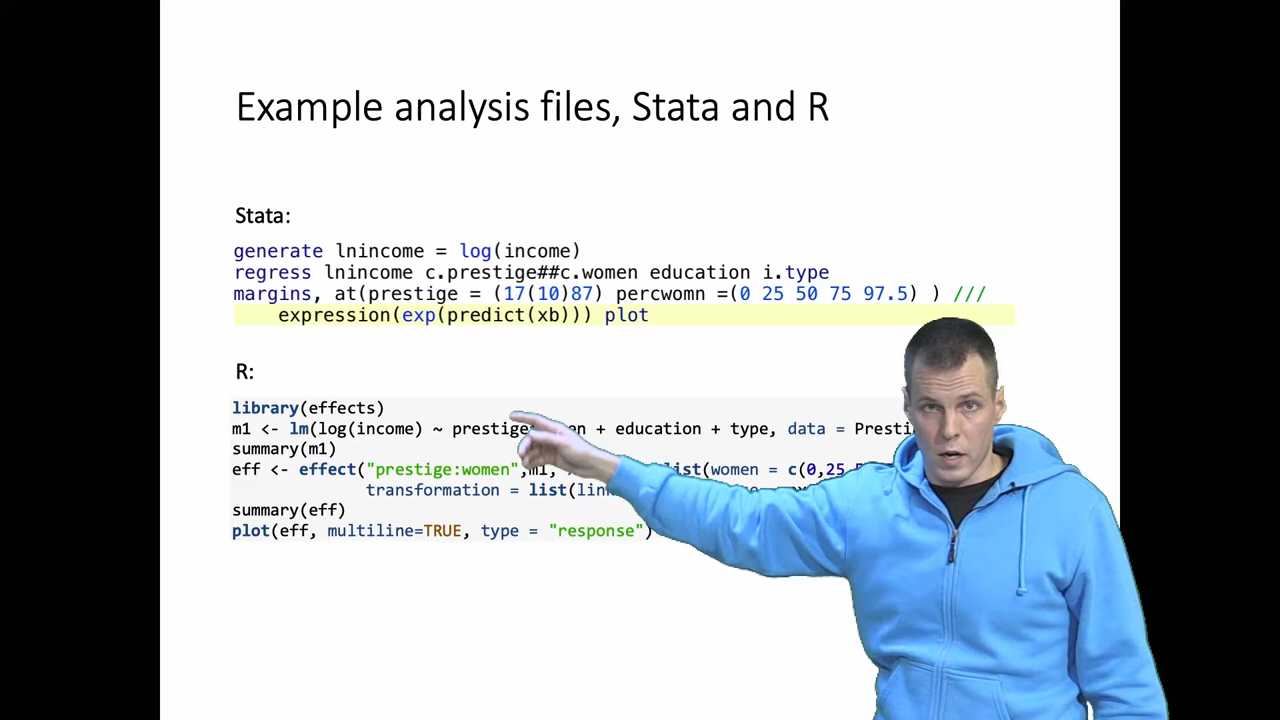 Example analysis files, Stata and R
Stata:
generate lnincome = log(income)
regress lnincome c.prestige##c.women education i.type
margins, at(prestige = (17(10)87) percwomn =(0 25 50 75 97.5) ) ///
expression(exp(predict(xb))) plot
R:
library(effects)
m1 <- lm(log(income) ~ prestige en + education + type, data = Presti
summary(m1)
eff <- effect("prestige:women",m1, list(women = c(0,25
transformation = list(lin
summary(eff)
plot(eff, multiline=TRUE, type = "response")